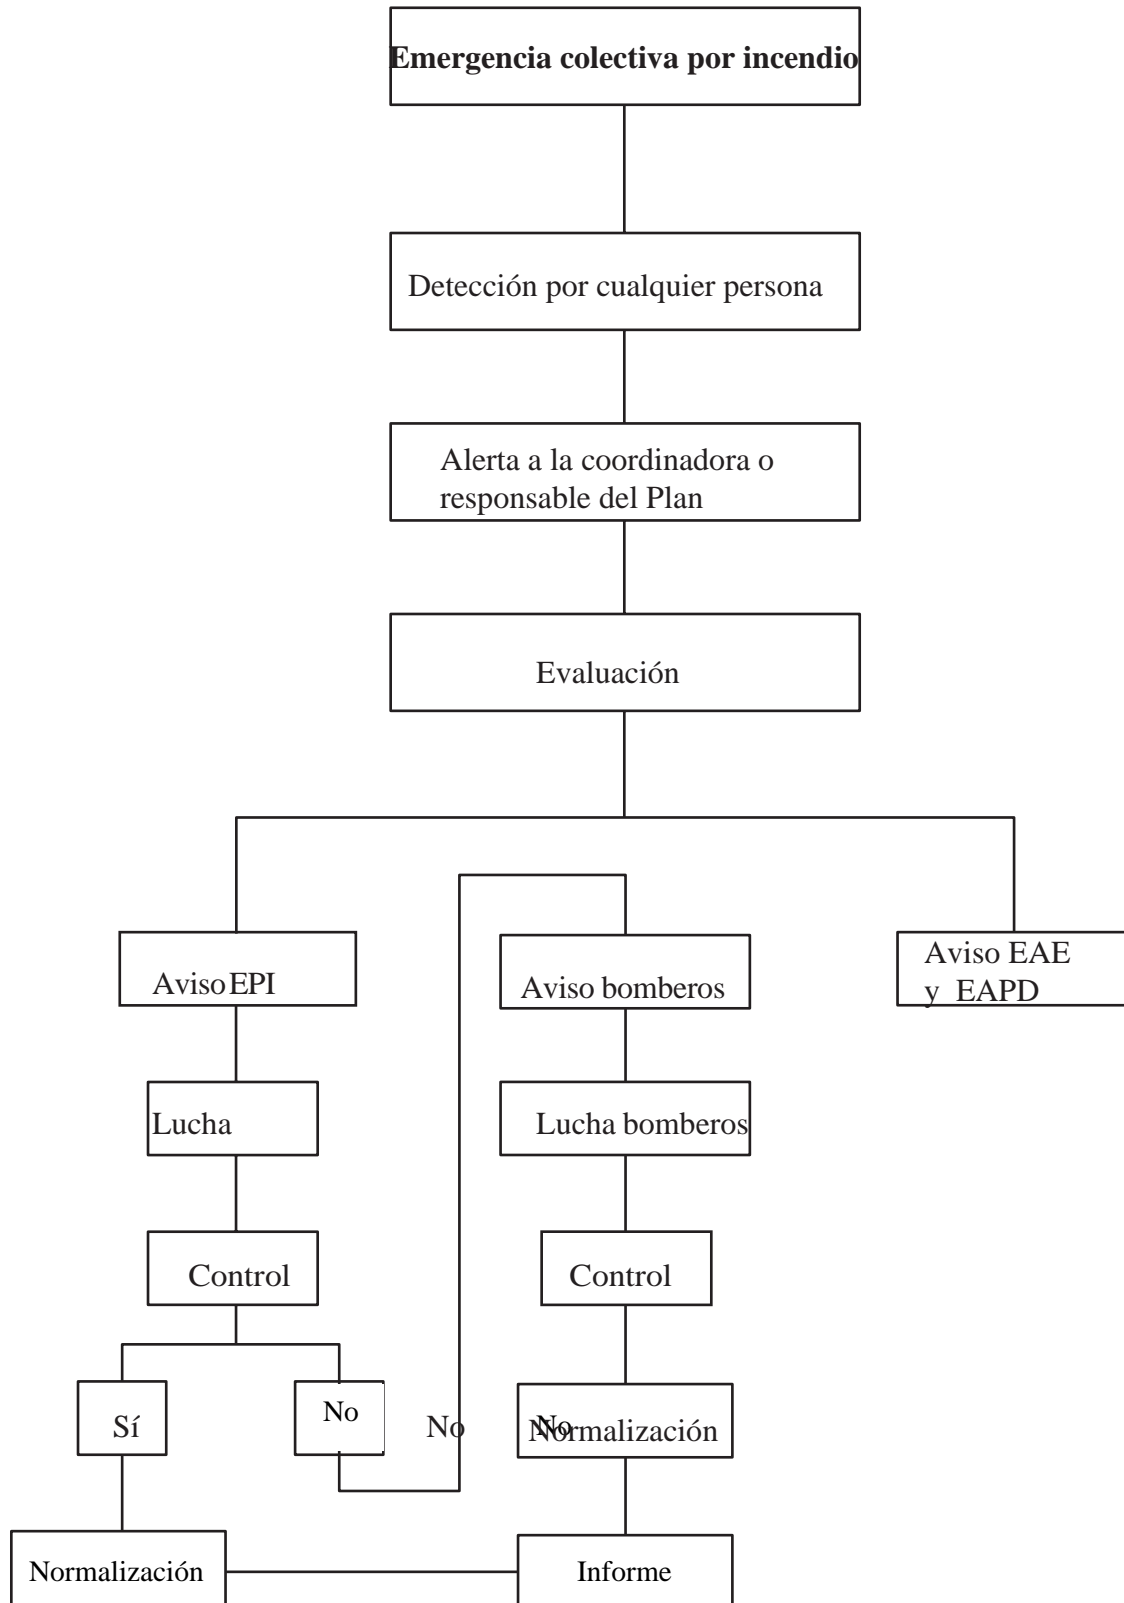 Emergencia colectiva por incendio
Detección por cualquier persona
Alerta a la coordinadora o
responsable del Plan
Evaluación
Aviso EPI
Aviso bomberos
Aviso EAE
y EAPD
Lucha
Lucha bomberos
Control
Control
Sí
No
No
No
Normalización
Normalización
Informe